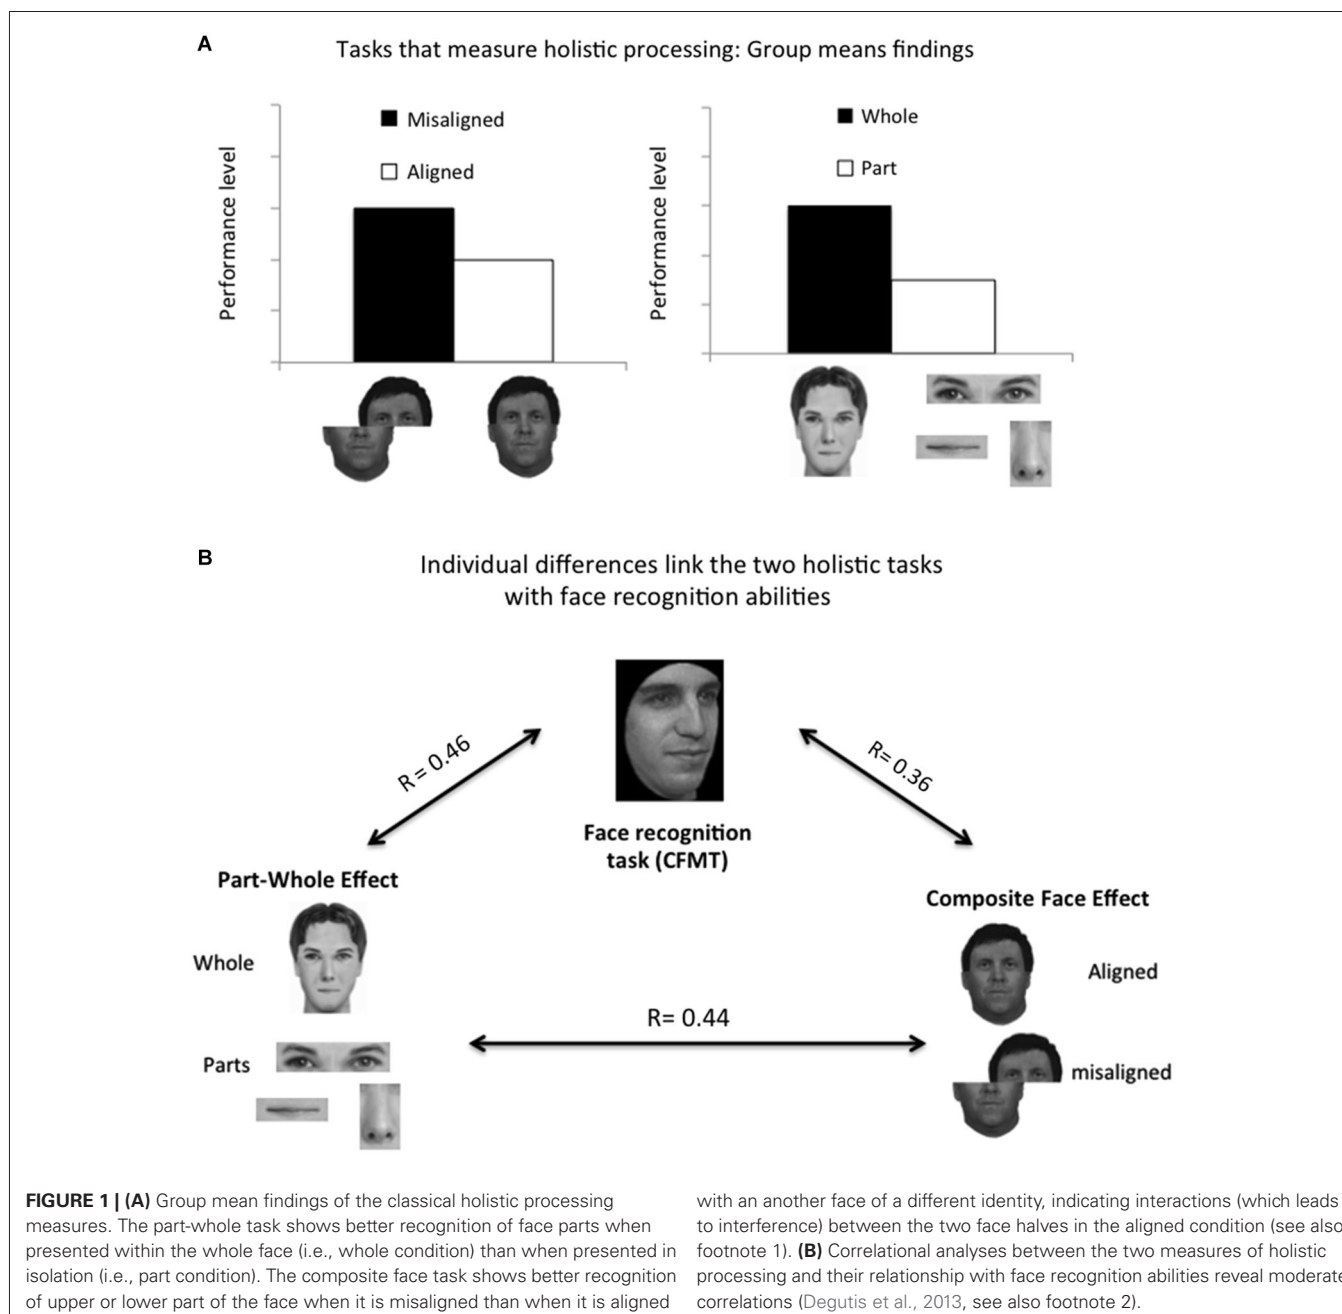 A
Tasks that measure holistic processing: Group means findings
Performance level
Misaligned
Aligned
Performance level
Whole
Part
B
Individual differences link the two holistic tasks
with face recognition abilities
R= 0.46
R= 0.36
Face recognition
task (CFMT)
Part-Whole Effect
Composite Face Effect
Whole
Aligned
R= 0.44
Parts
misaligned
FIGURE 1 | (A) Group mean findings of the classical holistic processing
measures. The part-whole task shows better recognition of face parts when
presented within the whole face (i.e., whole condition) than when presented in
isolation (i.e., part condition). The composite face task shows better recognition
of upper or lower part of the face when it is misaligned than when it is aligned
with an another face of a different identity, indicating interactions (which leads
to interference) between the two face halves in the aligned condition (see also
footnote 1). (B) Correlational analyses between the two measures of holistic
processing and their relationship with face recognition abilities reveal moderate
correlations (Degutis et al., 2013, see also footnote 2).